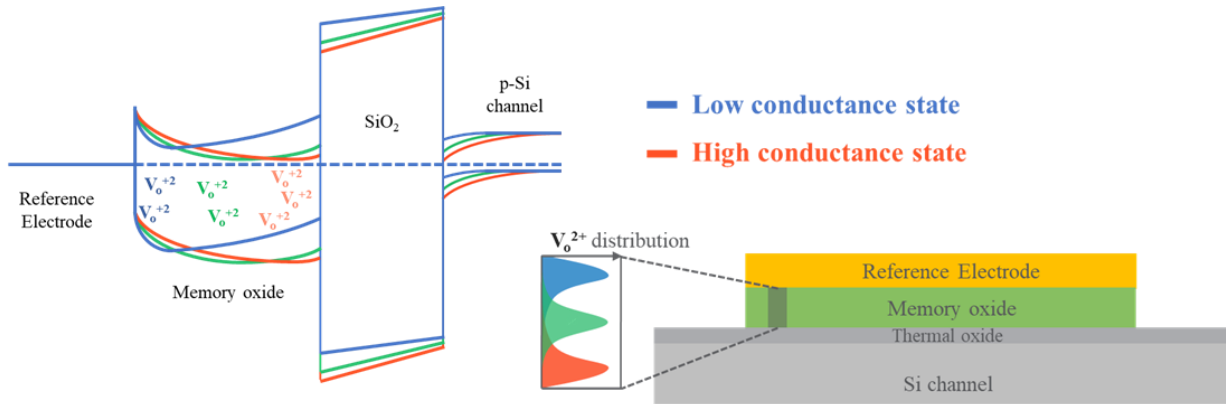 p-Si
channel
SiO₂
Low conductance state
High conductance state
Reference
Electrode
Vₒ⁺²
Vₒ⁺²
Vₒ⁺²
Vₒ⁺²
Vₒ⁺²
Vₒ⁺²
Vₒ⁺²
Memory oxide
Vₒ²⁺ distribution
Reference Electrode
Memory oxide
Thermal oxide
Si channel